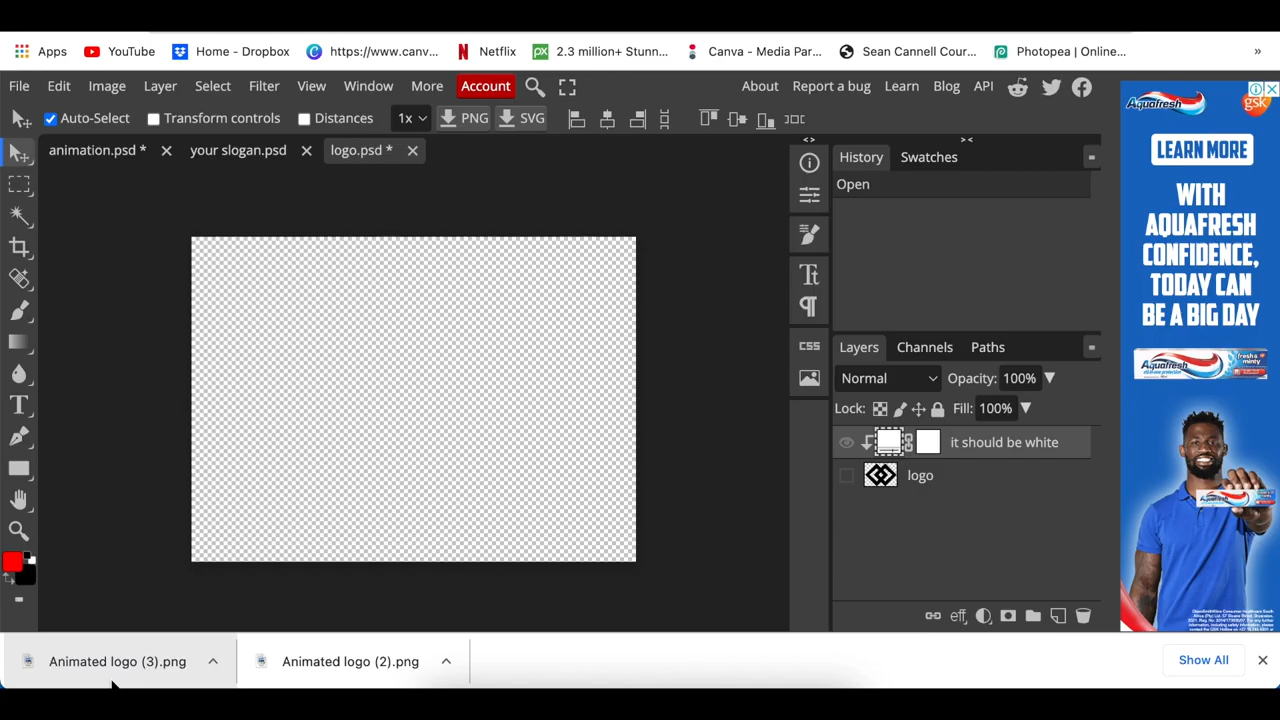 Apps YouTube Home - Dropbox https://www.canv... Netflix 2.3 million+ Stunn... Canva - Media Par... Sean Cannell Cour... Photopea | Online... »
File Edit Image Layer Select Filter View Window More Account About Report a bug Learn Blog API
Auto-Select Transform controls Distances 1x PNG SVG
animation.psd * your slogan.psd logo.psd *
History Swatches
Open
Layers Channels Paths
Normal Opacity: 100%
Lock: Fill: 100%
it should be white
logo
CSS
eff
Animated logo (3).png Animated logo (2).png Show All
Aquafresh gsk
LEARN MORE
WITH
AQUAFRESH
CONFIDENCE,
TODAY CAN
BE A BIG DAY
Aquafresh